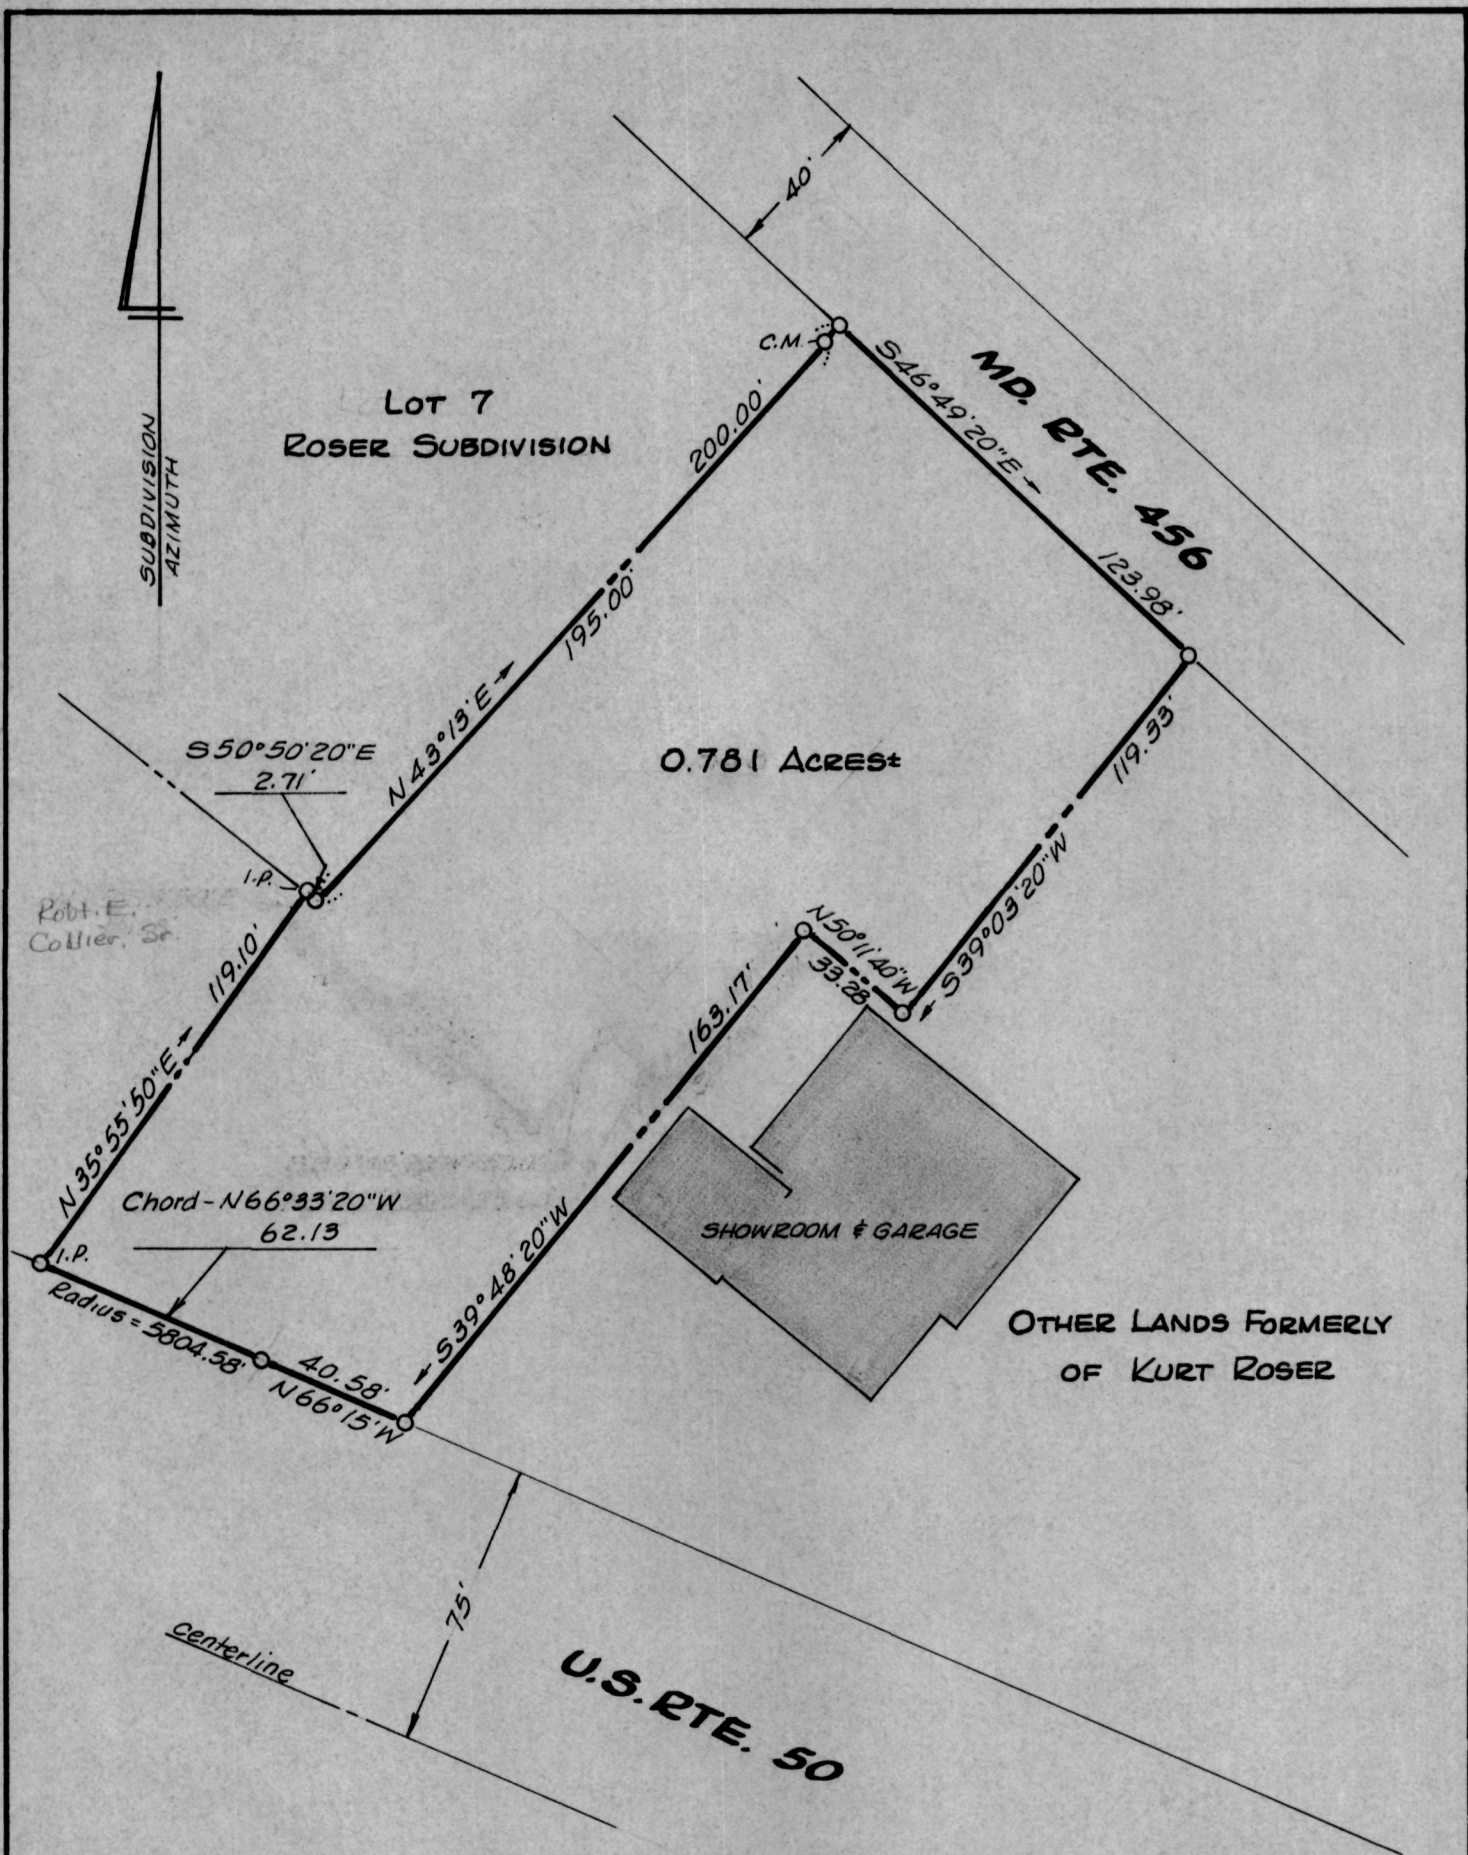 40'
C.M.
MD. RTE. 456
S46°49'20"E
123.98'
LOT 7
ROSER SUBDIVISION
200.00'
SUBDIVISION
AZIMUTH
195.00'
N43°13'E
S50°50'20"E
2.71'
0.781 ACRES±
119.33'
S39°03'20"W
I.P.
Robt. E.
Collier, Sr.
119.10'
N50°11'40"W
33.28
163.17'
N35°55'50"E
Chord-N66°33'20"W
62.13
S39°48'20"W
SHOWROOM & GARAGE
I.P.
Radius = 5804.58'
40.58'
N66°15'W
OTHER LANDS FORMERLY
OF KURT ROSER
75'
centerline
U.S. RTE. 50